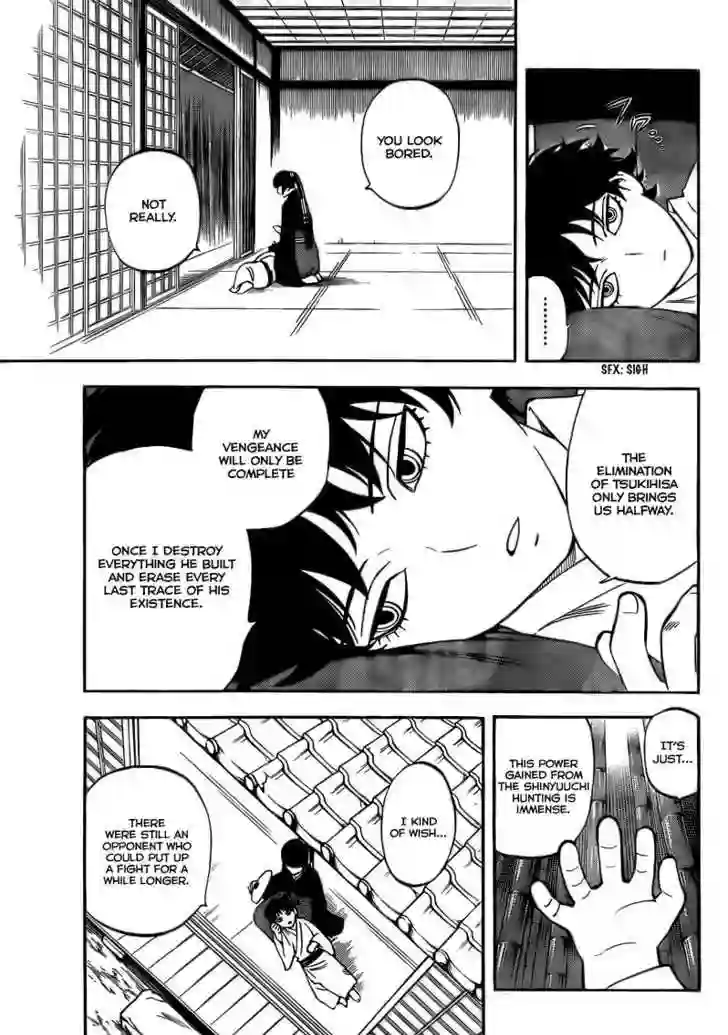 SFX: SIGH
..........
YOU LOOK
BORED.
NOT
REALLY.
THE
ELIMINATION
OF TSUKIHISA
ONLY BRINGS
US HALFWAY.
MY
VENGEANCE
WILL ONLY BE
COMPLETE
ONCE I DESTROY
EVERYTHING HE BUILT
AND ERASE EVERY
LAST TRACE OF HIS
EXISTENCE.
IT'S
JUST...
THIS POWER
GAINED FROM
THE SHINYUUCHI
HUNTING IS
IMMENSE.
I KIND
OF WISH...
THERE
WERE STILL AN
OPPONENT WHO
COULD PUT UP
A FIGHT FOR A
WHILE LONGER.